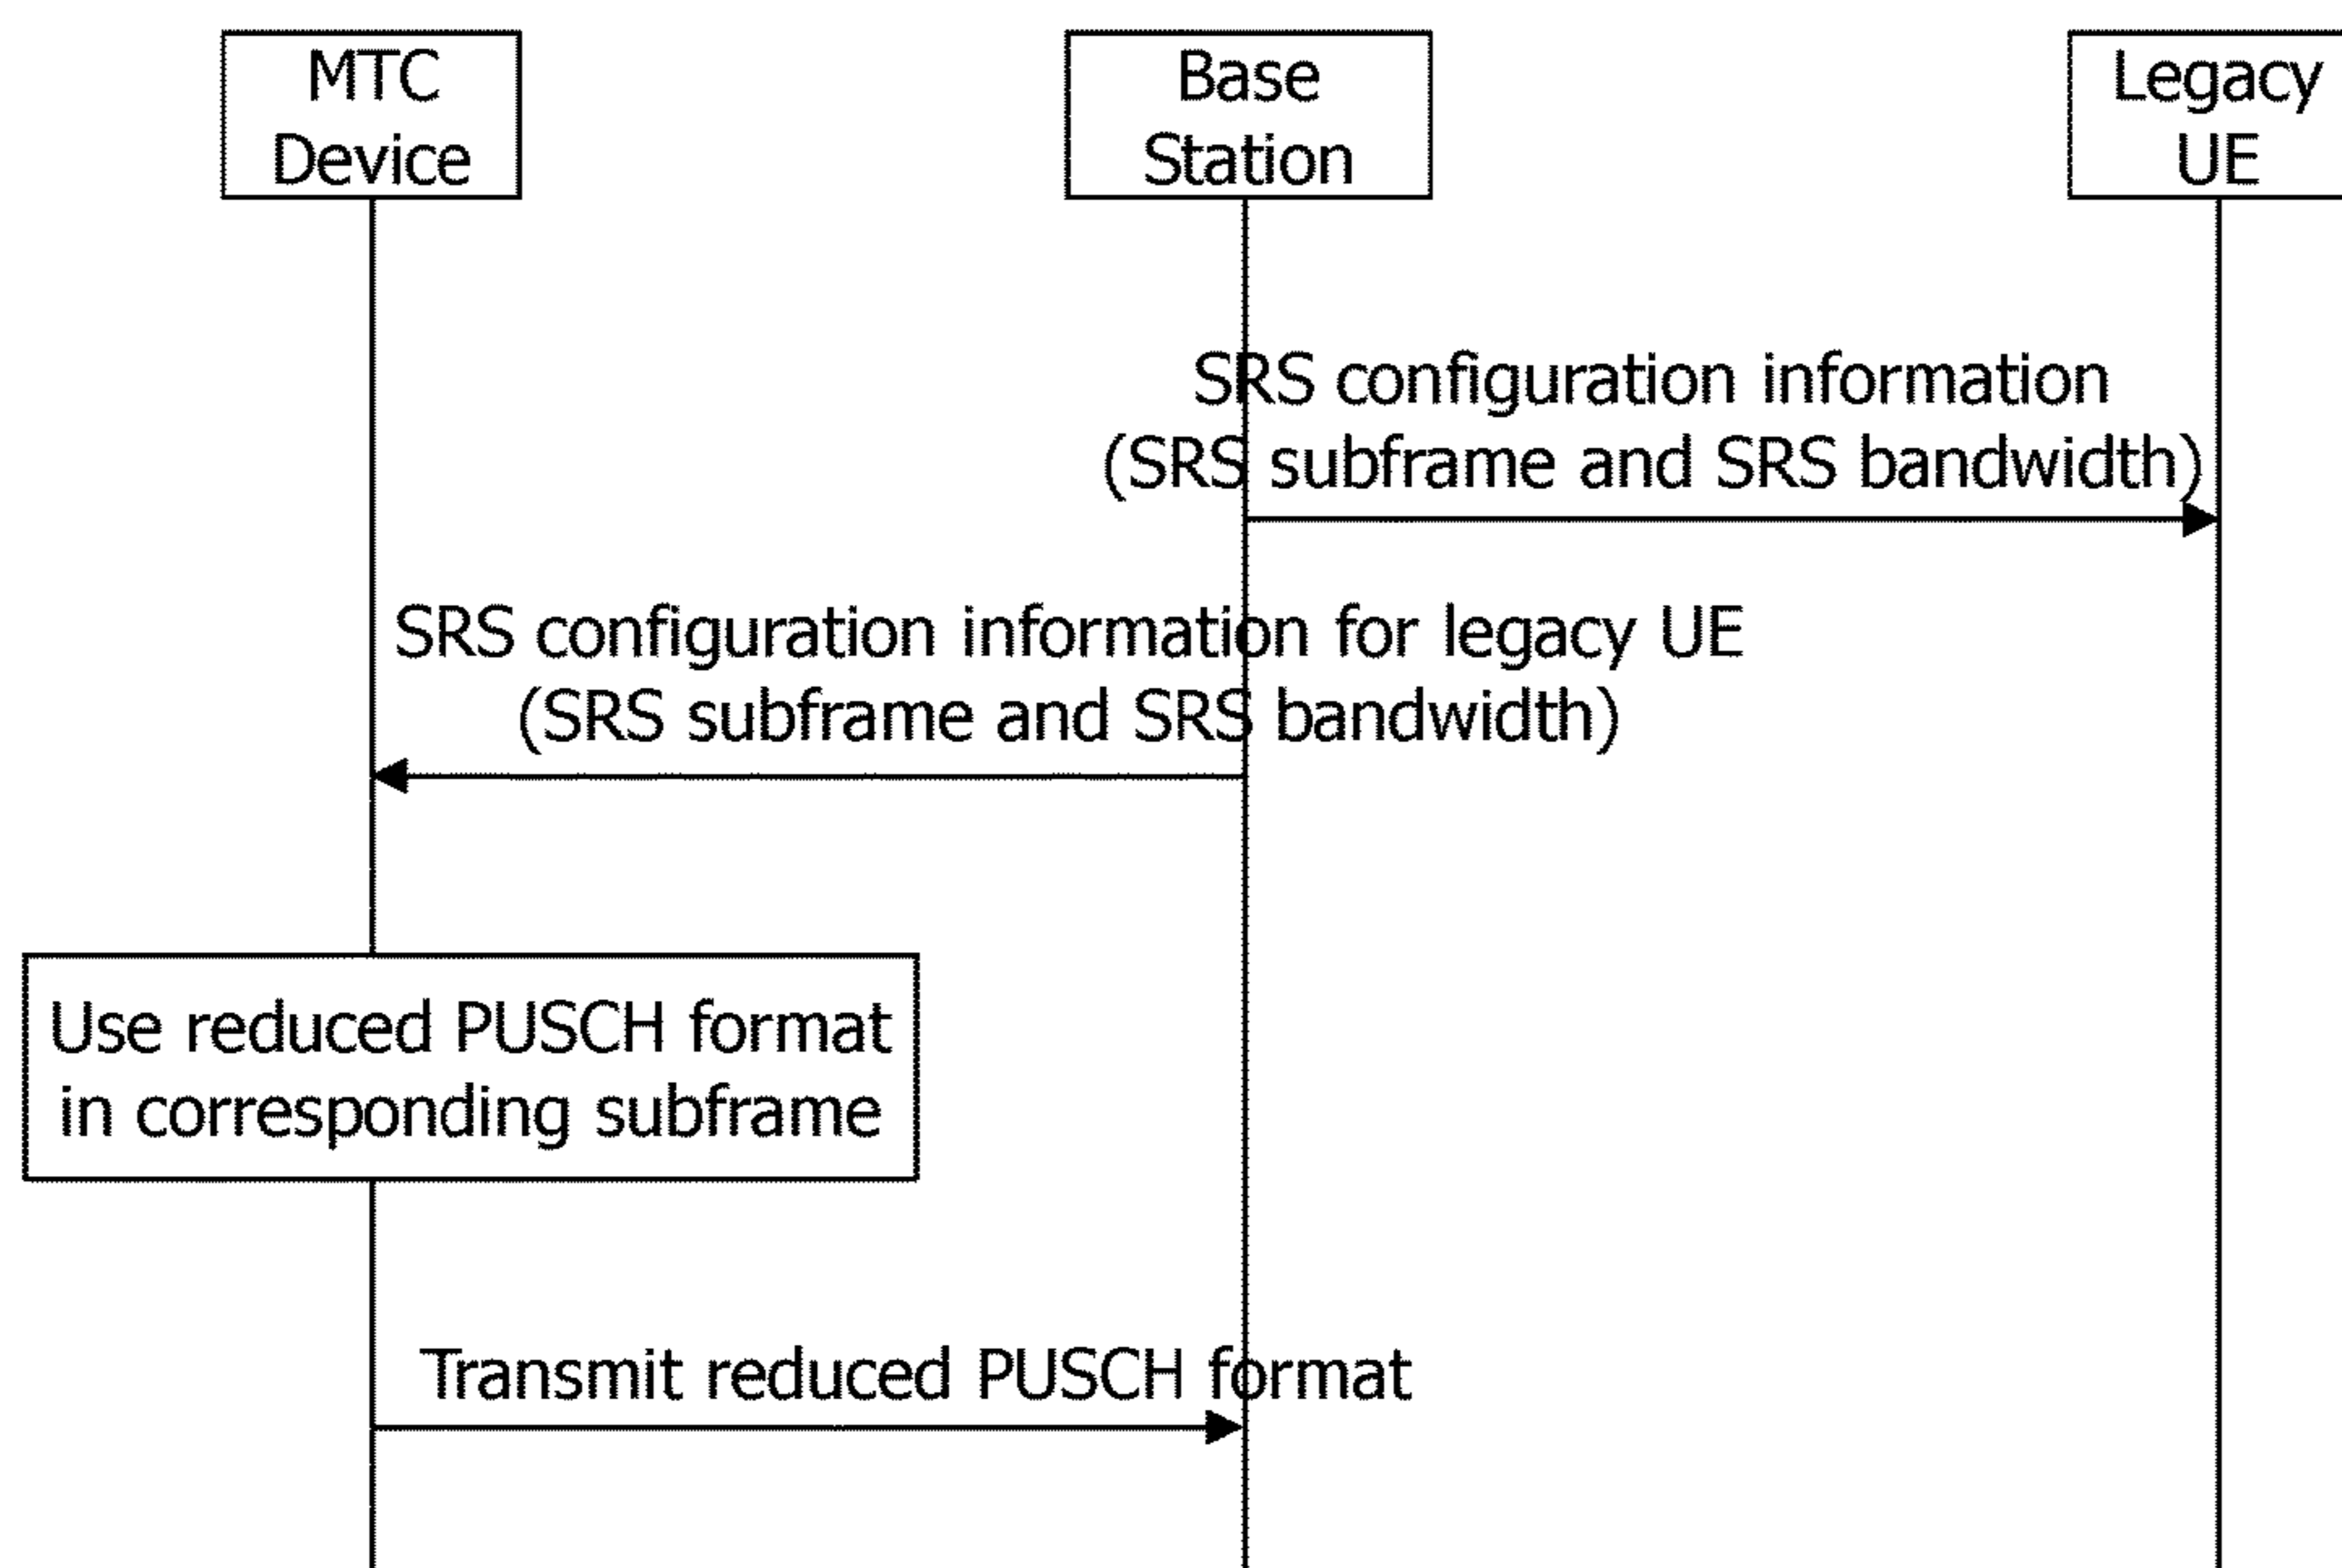 MTC
Device
Base
Station
Legacy
UE
SRS configuration information
(SRS subframe and SRS bandwidth)
SRS configuration information for legacy UE
(SRS subframe and SRS bandwidth)
Use reduced PUSCH format
in corresponding subframe
Transmit reduced PUSCH format